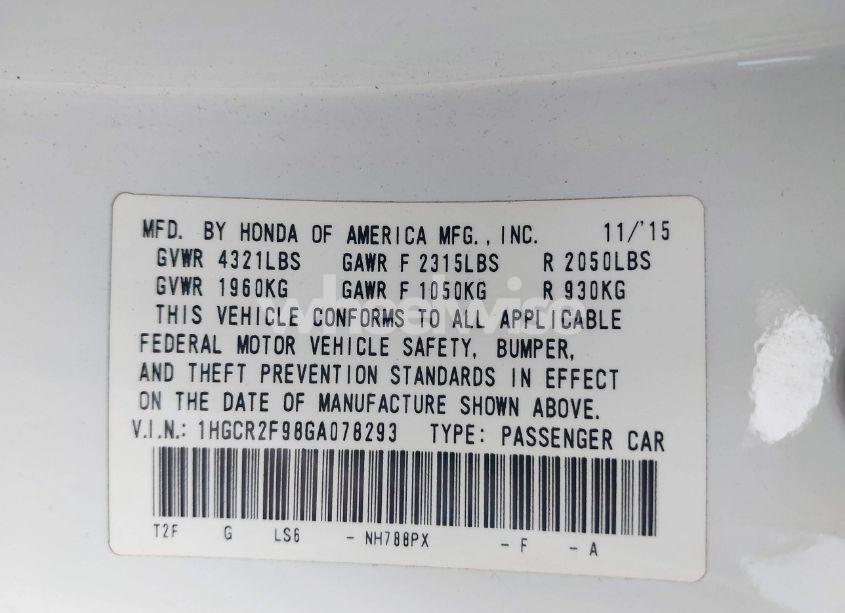 MFD. BY HONDA OF AMERICA MFG., INC. 11/'15
GVWR 4321LBS GAWR F 2315LBS R 2050LBS
GVWR 1960KG GAWR F 1050KG R 930KG
THIS VEHICLE CONFORMS TO ALL APPLICABLE
FEDERAL MOTOR VEHICLE SAFETY, BUMPER,
AND THEFT PREVENTION STANDARDS IN EFFECT
ON THE DATE OF MANUFACTURE SHOWN ABOVE.
V.I.N.: 1HGCR2F98GA078293 TYPE: PASSENGER CAR
T2F G LS6 - NH788PX - F - A
wheelwise